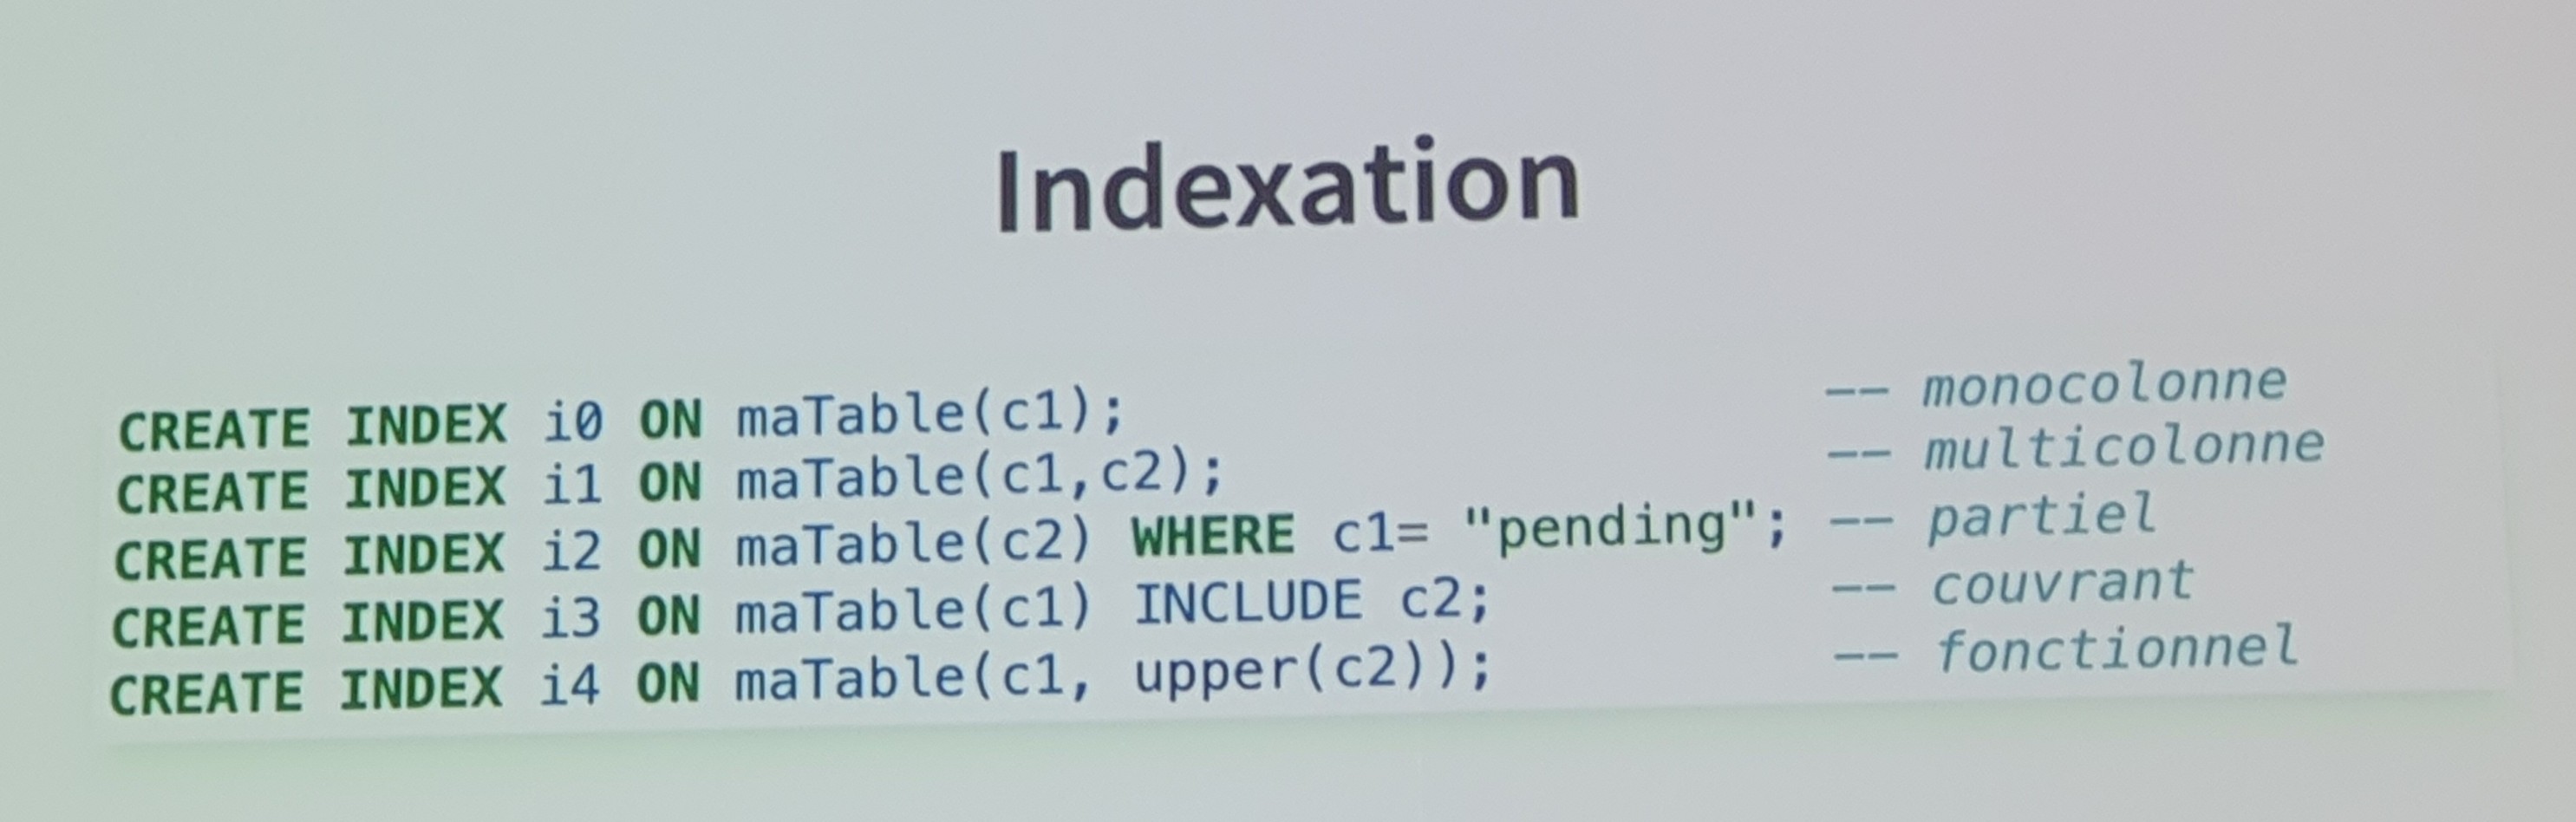 Indexation
CREATE INDEX i0 ON maTable(c1); -- monocolonne
CREATE INDEX i1 ON maTable(c1,c2); -- multicolonne
CREATE INDEX i2 ON maTable(c2) WHERE c1= "pending"; -- partiel
CREATE INDEX i3 ON maTable(c1) INCLUDE c2; -- couvrant
CREATE INDEX i4 ON maTable(c1, upper(c2)); -- fonctionnel